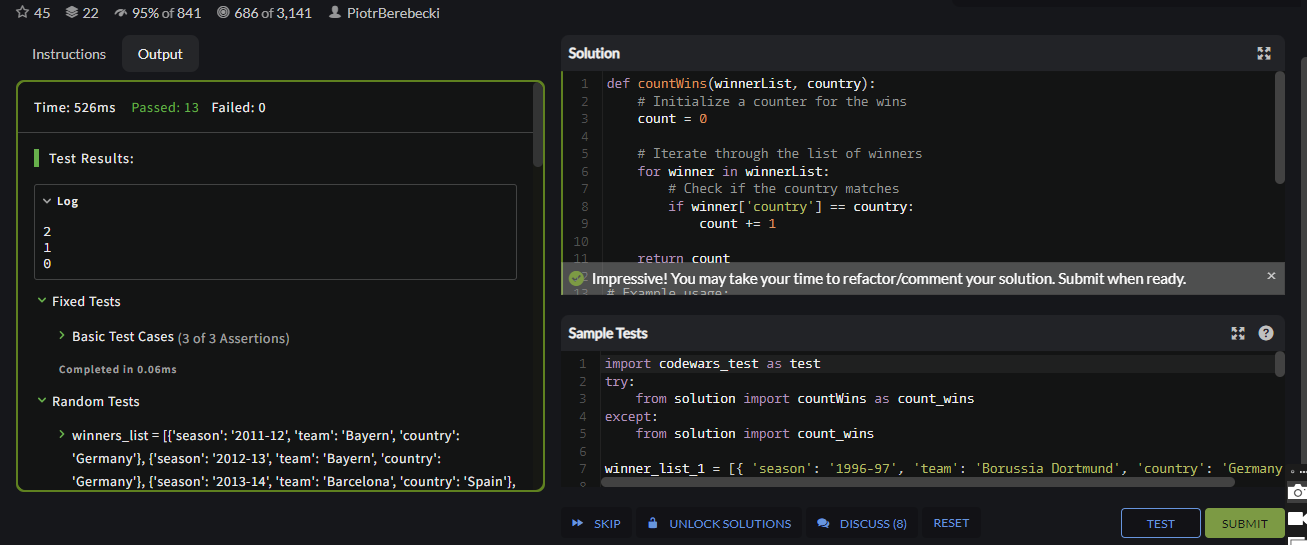 45 22 95% of 841 686 of 3,141 PiotrBerebecki
Instructions Output
Time: 526ms Passed: 13 Failed: 0
Test Results:
Log
2
1
0
Fixed Tests
Basic Test Cases (3 of 3 Assertions)
Completed in 0.06ms
Random Tests
winners_list = [{'season': '2011-12', 'team': 'Bayern', 'country':
'Germany'}, {'season': '2012-13', 'team': 'Bayern', 'country':
'Germany'}, {'season': '2013-14', 'team': 'Barcelona', 'country': 'Spain'},
Solution
1 def countWins(winnerList, country):
2 # Initialize a counter for the wins
3 count = 0
4
5 # Iterate through the list of winners
6 for winner in winnerList:
7 # Check if the country matches
8 if winner['country'] == country:
9 count += 1
10
11 return count
Impressive! You may take your time to refactor/comment your solution. Submit when ready. ×
13 # Example usage:
Sample Tests ?
1 import codewars_test as test
2 try:
3 from solution import countWins as count_wins
4 except:
5 from solution import count_wins
6
7 winner_list_1 = [{ 'season': '1996-97', 'team': 'Borussia Dortmund', 'country': 'Germany
8
SKIP UNLOCK SOLUTIONS DISCUSS (8) RESET TEST SUBMIT